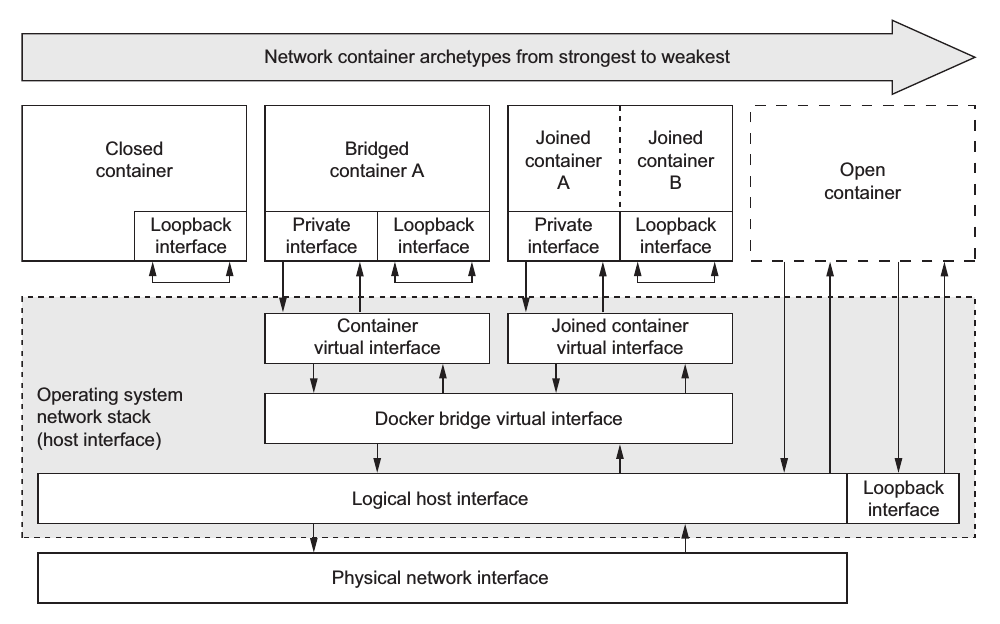 Network container archetypes from strongest to weakest
Closed
container
Loopback
interface
Bridged
container A
Private
interface
Loopback
interface
Joined
container
A
Joined
container
B
Private
interface
Loopback
interface
Open
container
Container
virtual interface
Joined container
virtual interface
Operating system
network stack
(host interface)
Docker bridge virtual interface
Logical host interface
Loopback
interface
Physical network interface